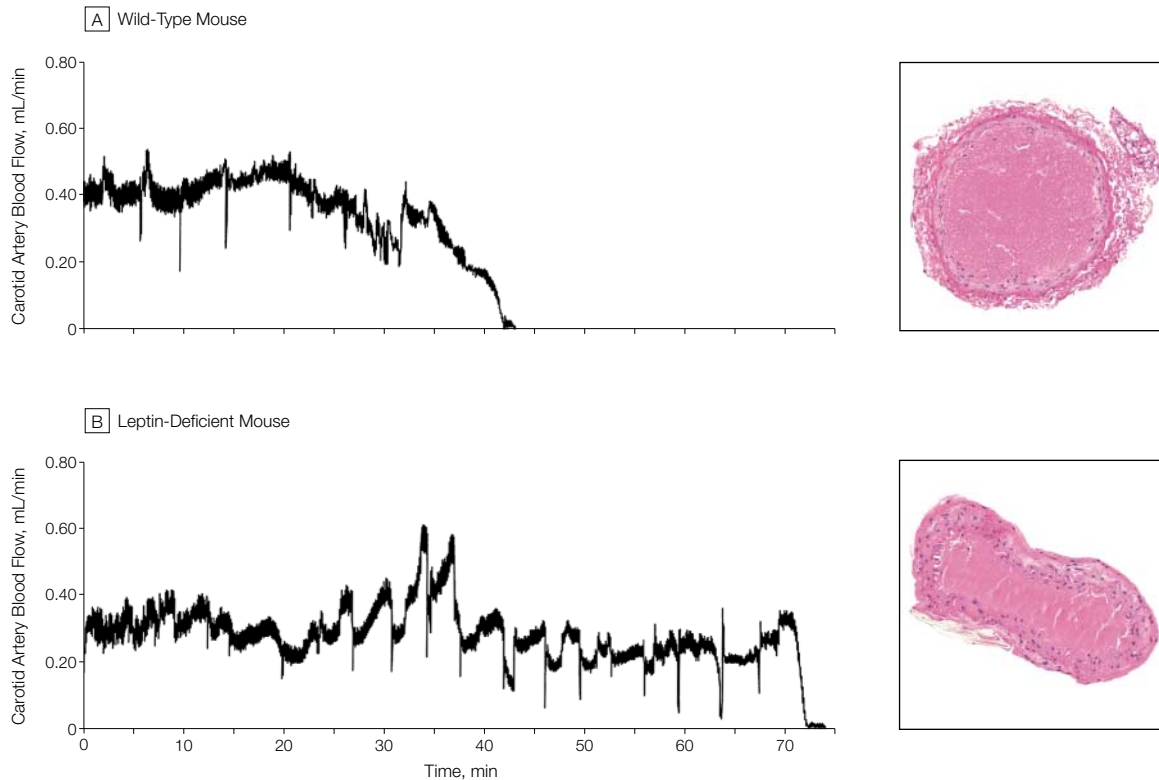 A Wild-Type Mouse
Carotid Artery Blood Flow, mL/min
0.80
0.60
0.40
0.20
0
B Leptin-Deficient Mouse
Carotid Artery Blood Flow, mL/min
0.80
0.60
0.40
0.20
0
0 10 20 30 40 50 60 70
Time, min